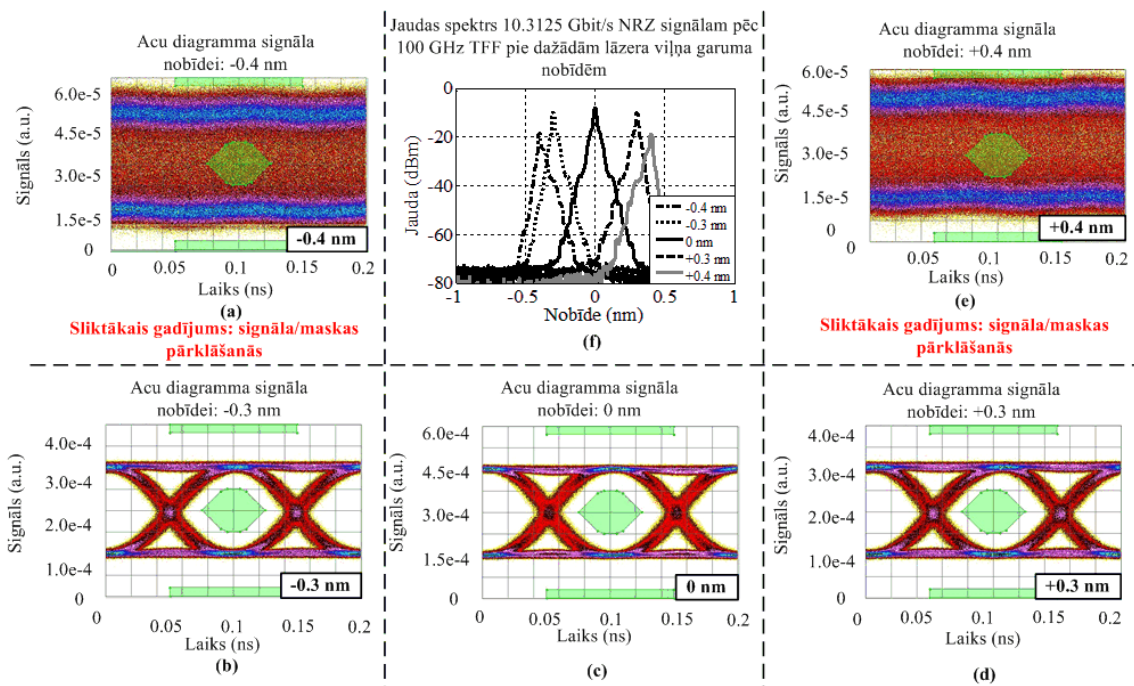 Acu diagramma signāla
nobīdei: -0.4 nm
Signāls (a.u.)
6.0e-5
4.5e-5
3.0e-5
1.5e-5
0
-0.4 nm
0 0.05 0.1 0.15 0.2
Laiks (ns)
(a)
Sliktākais gadījums: signāla/maskas
pārklāšanās
Jaudas spektrs 10.3125 Gbit/s NRZ signālam pēc
100 GHz TFF pie dažādām lāzera viļņa garuma
nobīdēm
Jauda (dBm)
0
-20
-40
-60
-80
-0.4 nm
-0.3 nm
0 nm
+0.3 nm
+0.4 nm
-1 -0.5 0 0.5 1
Nobīde (nm)
(f)
Acu diagramma signāla
nobīdei: +0.4 nm
Signāls (a.u.)
6.0e-5
4.5e-5
3.0e-5
1.5e-5
0
+0.4 nm
0 0.05 0.1 0.15 0.2
Laiks (ns)
(e)
Sliktākais gadījums: signāla/maskas
pārklāšanās
Acu diagramma signāla
nobīdei: -0.3 nm
Signāls (a.u.)
4.0e-4
3.0e-4
2.0e-4
1.0e-4
0
-0.3 nm
0 0.05 0.1 0.15 0.2
Laiks (ns)
(b)
Acu diagramma signāla
nobīdei: 0 nm
Signāls (a.u.)
6.0e-4
4.5e-4
3.0e-4
1.5e-4
0
0 nm
0 0.05 0.1 0.15 0.2
Laiks (ns)
(c)
Acu diagramma signāla
nobīdei: +0.3 nm
Signāls (a.u.)
4.0e-4
3.0e-4
2.0e-4
1.0e-4
0
+0.3 nm
0 0.05 0.1 0.15 0.2
Laiks (ns)
(d)